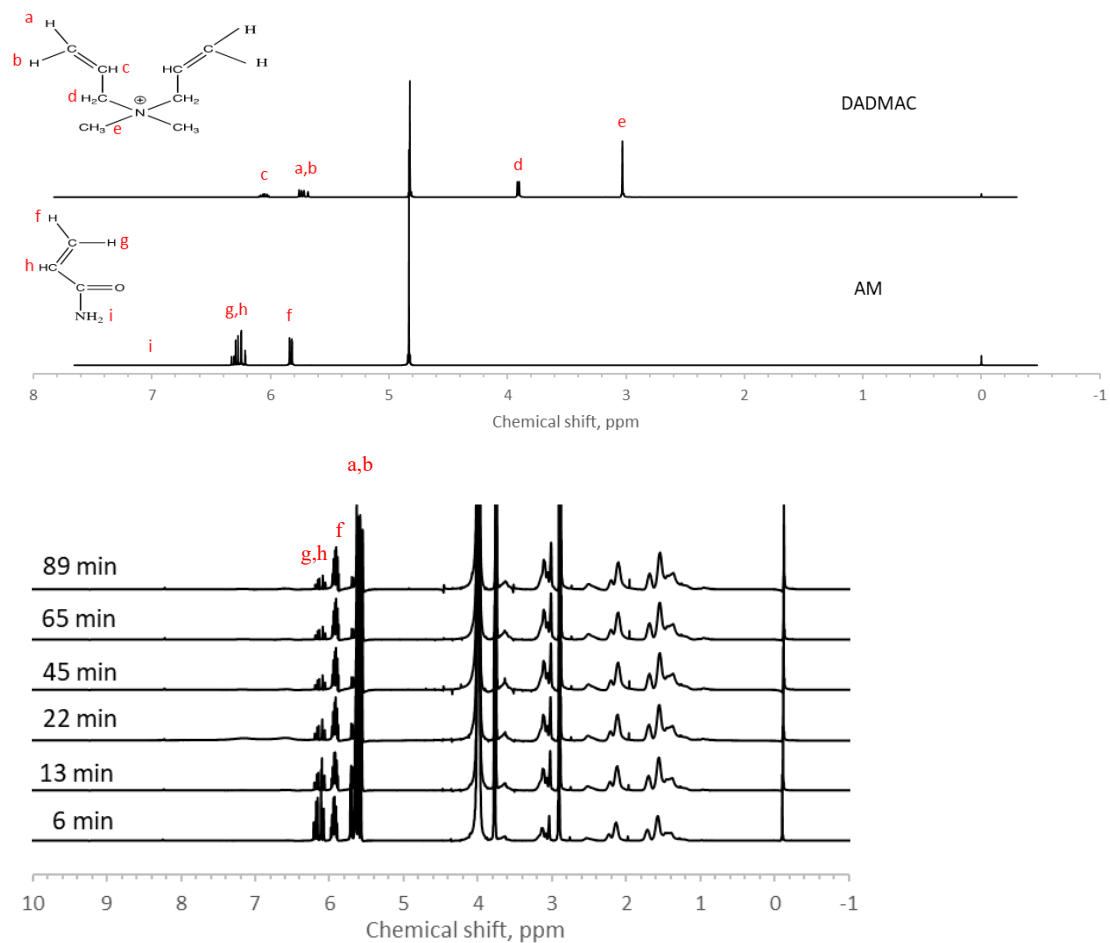 a H H
C C H
b H CH c HC
d H₂C CH₂
⊕
N
CH₃ e CH₃
DADMAC
c a,b d e
f H
C H g
h HC
C O
NH₂ i
AM
i g,h f
8 7 6 5 4 3 2 1 0 -1
Chemical shift, ppm
a,b
f
g,h
89 min
65 min
45 min
22 min
13 min
6 min
10 9 8 7 6 5 4 3 2 1 0 -1
Chemical shift, ppm